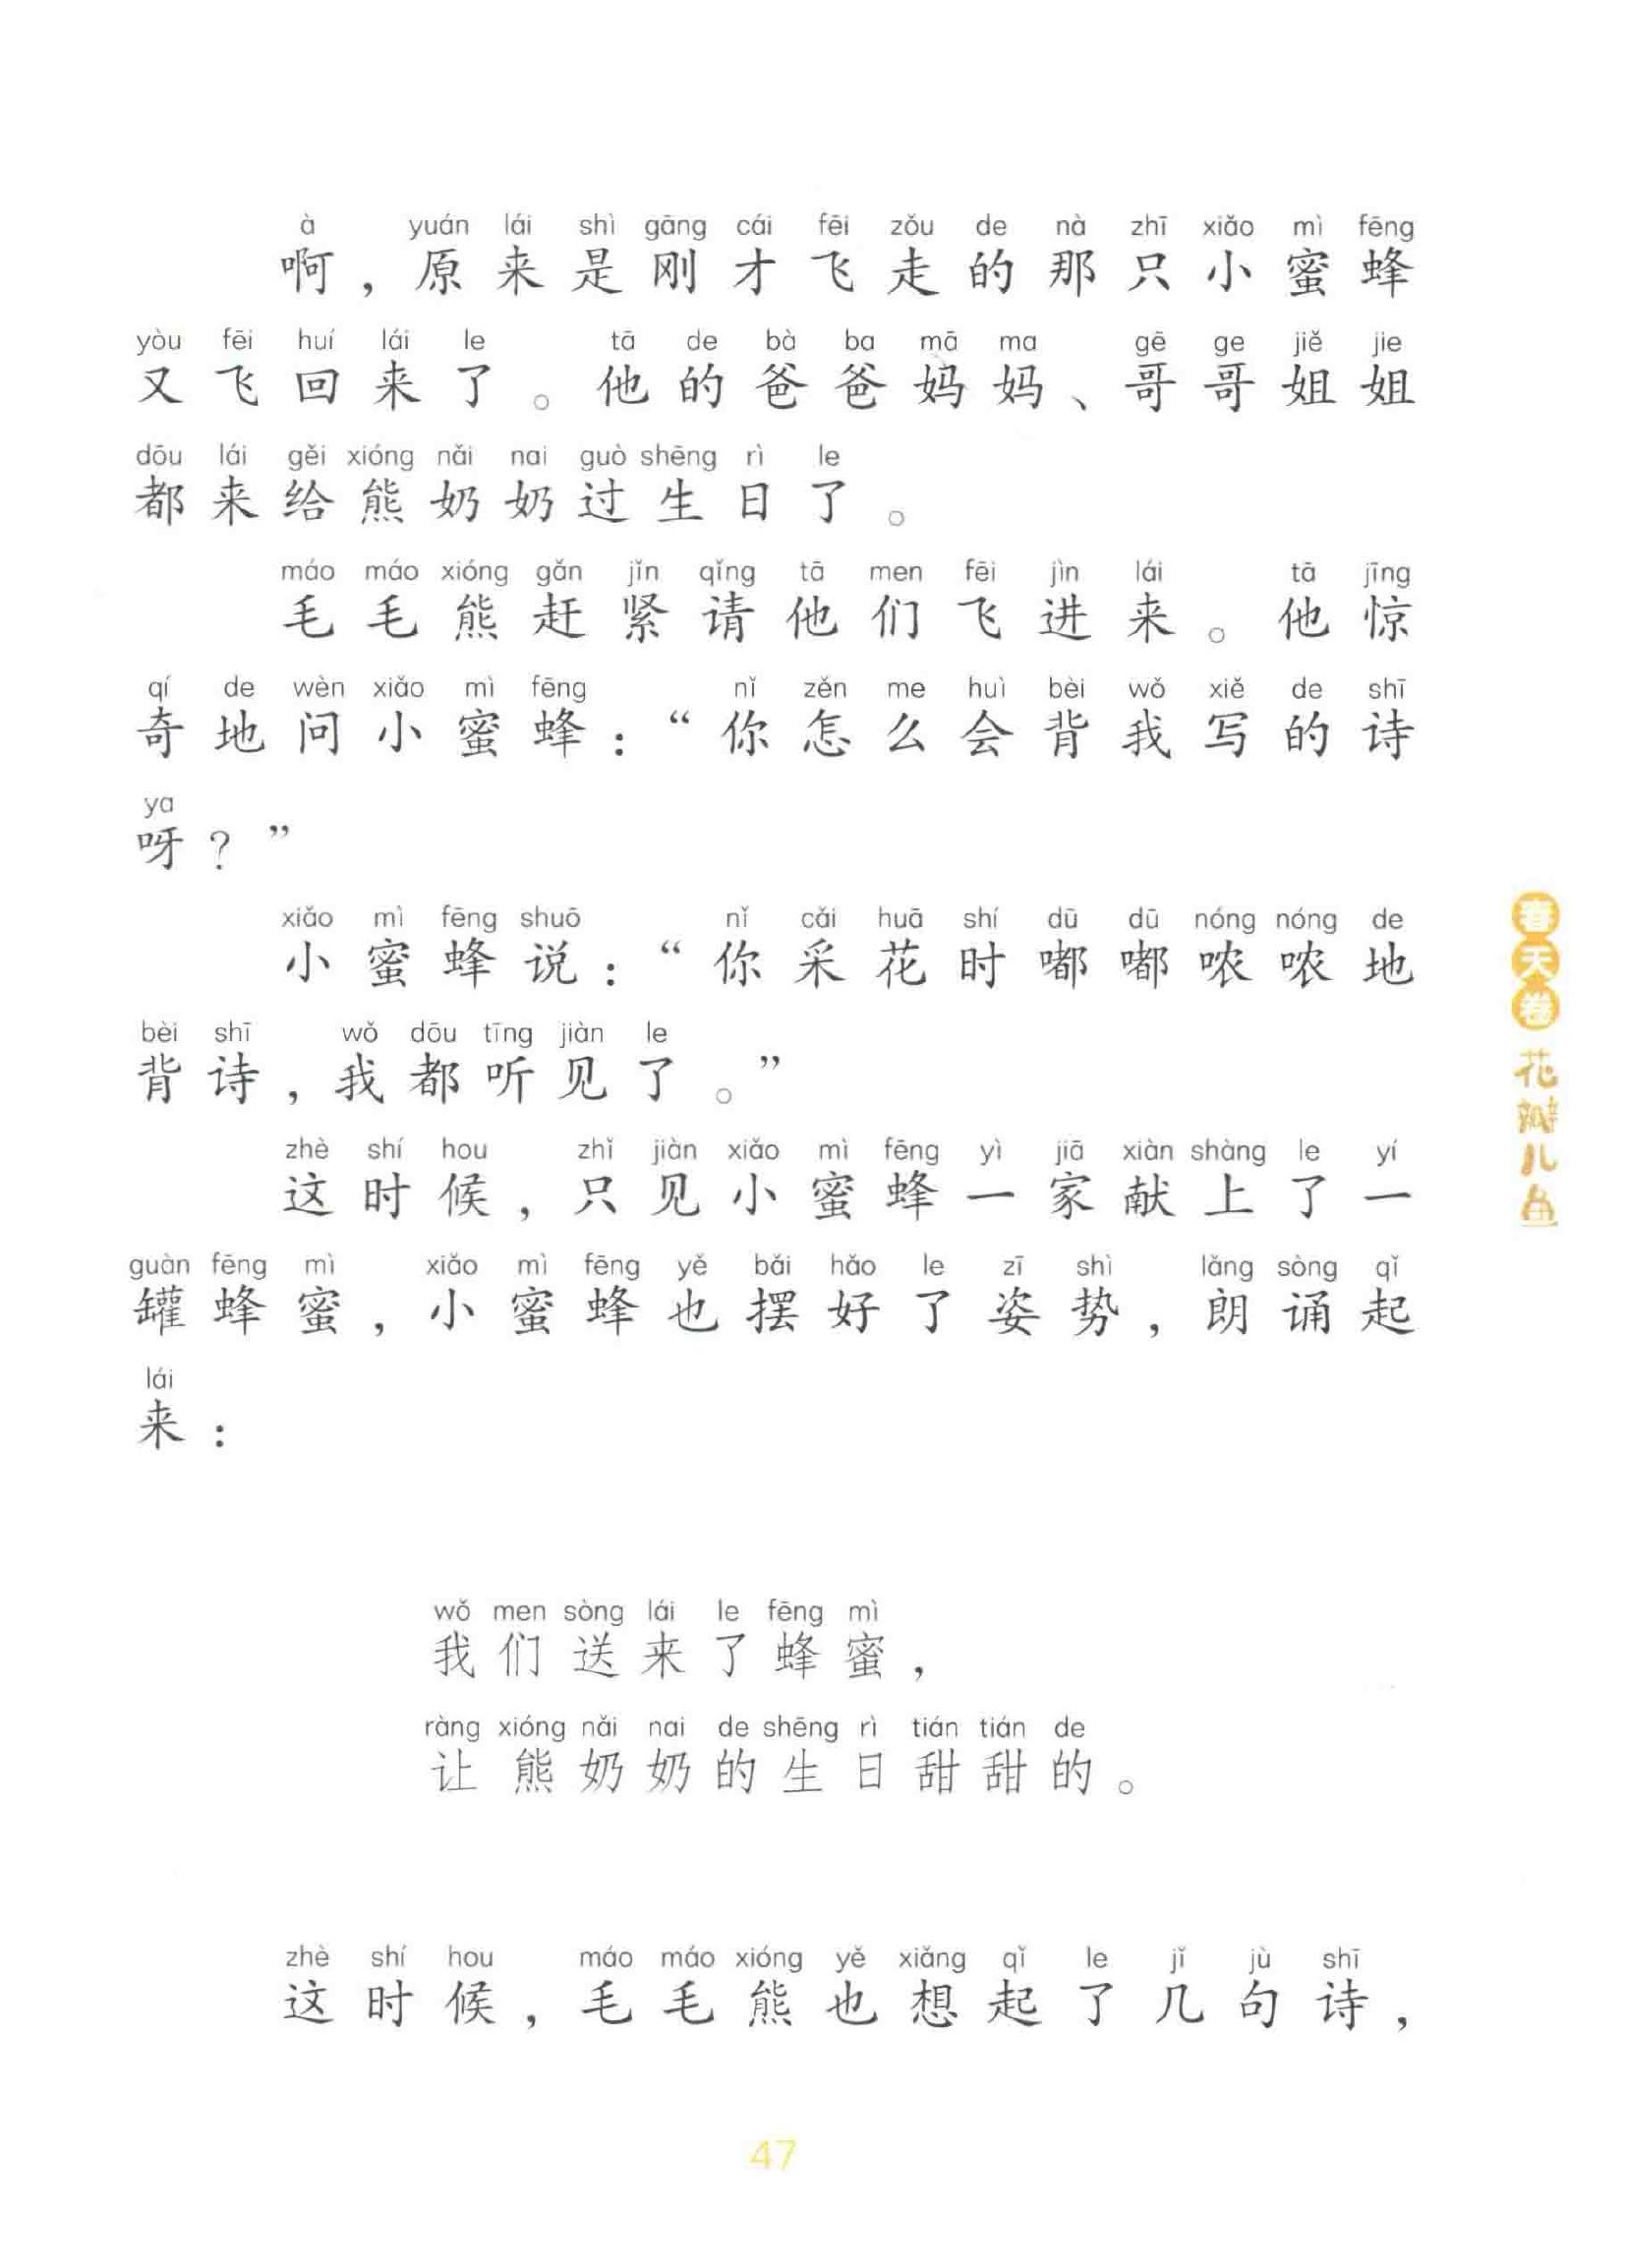 à yuán lái shì gāng cái fēi zǒu de nà zhī xiǎo mì fēng
啊，原来是刚才飞走的那只小蜜蜂
yòu fēi huí lái le tā de bà ba mā ma gē ge jiě jie
又飞回来了。他的爸爸妈妈、哥哥姐姐
dōu lái gěi xióng nǎi nai guò shēng rì le
都来给熊奶奶过生日了。
máo máo xióng gǎn jǐn qǐng tā men fēi jìn lái tā jīng
毛毛熊赶紧请他们飞进来。他惊
qí de wèn xiǎo mì fēng nǐ zěn me huì bèi wǒ xiě de shī
奇地问小蜜蜂：“你怎么会背我写的诗
ya
呀？”
xiǎo mì fēng shuō nǐ cǎi huā shí dū dū nóng nóng de
小蜜蜂说：“你采花时嘟嘟哝哝地
bèi shī wǒ dōu tīng jiàn le
背诗，我都听见了。”
zhè shí hou zhǐ jiàn xiǎo mì fēng yì jiā xiàn shàng le yí
这时候，只见小蜜蜂一家献上了一
guàn fēng mì xiǎo mì fēng yě bǎi hǎo le zī shì lǎng sòng qǐ
罐蜂蜜，小蜜蜂也摆好了姿势，朗诵起
lái
来：
wǒ men sòng lái le fēng mì
我们送来了蜂蜜，
ràng xióng nǎi nai de shēng rì tián tián de
让熊奶奶的生日甜甜的。
zhè shí hou máo máo xióng yě xiǎng qǐ le jǐ jù shī
这时候，毛毛熊也想起了几句诗，
春天卷 花瓣儿鱼
47